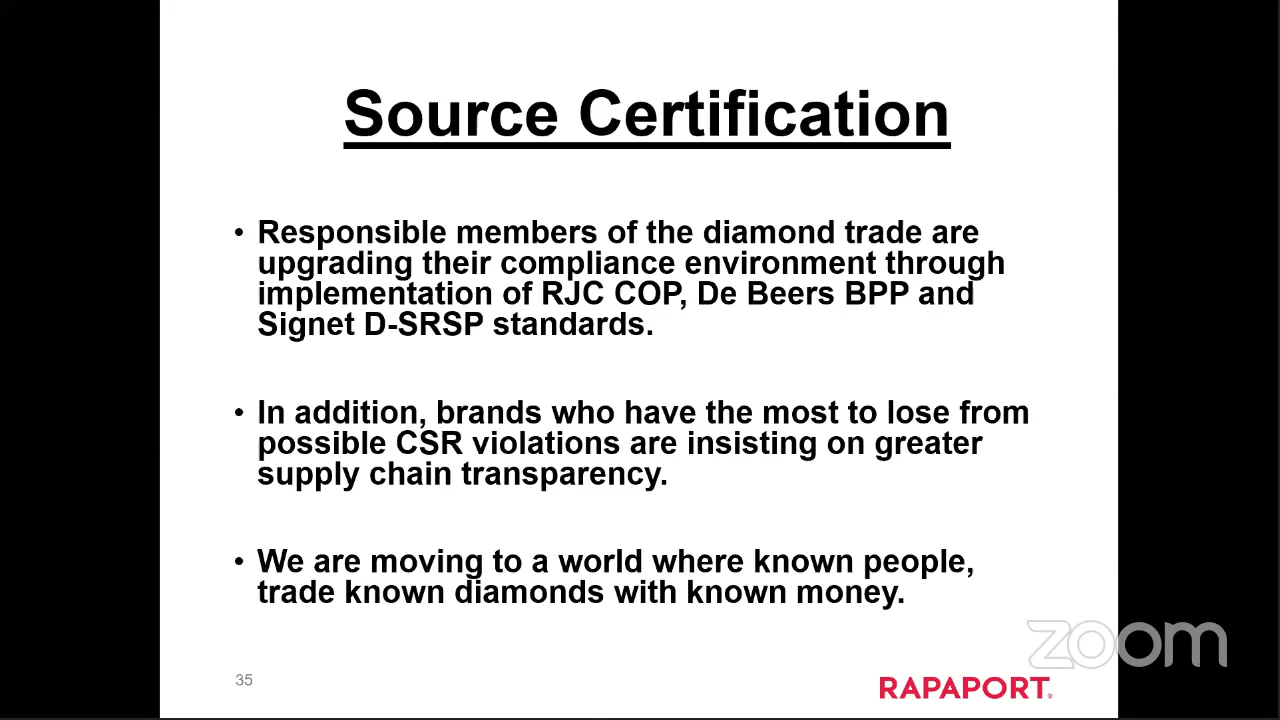 Source Certification
• Responsible members of the diamond trade are
upgrading their compliance environment through
implementation of RJC COP, De Beers BPP and
Signet D-SRSP standards.
• In addition, brands who have the most to lose from
possible CSR violations are insisting on greater
supply chain transparency.
• We are moving to a world where known people,
trade known diamonds with known money.
zoom
35
RAPAPORT®